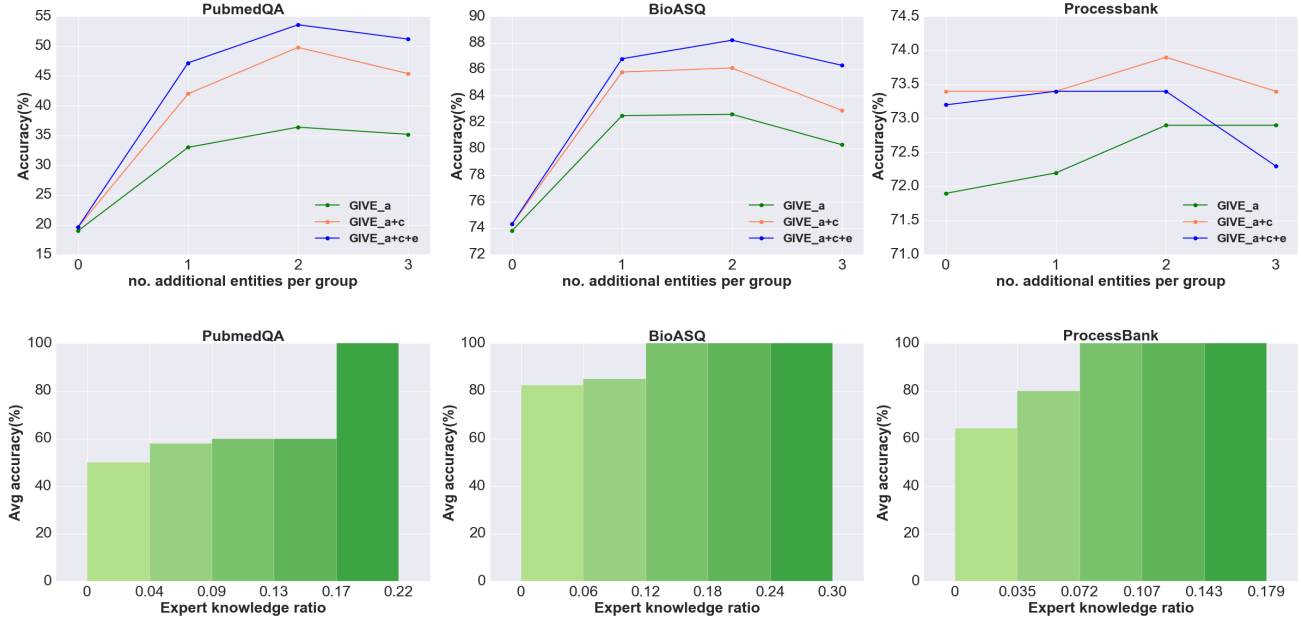 PubmedQA
Accuracy(%)
55
50
45
40
35
30
25
20
15
GIVE_a
GIVE_a+c
GIVE_a+c+e
0 1 2 3
no. additional entities per group
BioASQ
Accuracy(%)
90
88
86
84
82
80
78
76
74
72
GIVE_a
GIVE_a+c
GIVE_a+c+e
0 1 2 3
no. additional entities per group
Processbank
Accuracy(%)
74.5
74.0
73.5
73.0
72.5
72.0
71.5
71.0
GIVE_a
GIVE_a+c
GIVE_a+c+e
0 1 2 3
no. additional entities per group
PubmedQA
Avg accuracy(%)
100
80
60
40
20
0
0 0.04 0.09 0.13 0.17 0.22
Expert knowledge ratio
BioASQ
Avg accuracy(%)
100
80
60
40
20
0
0 0.06 0.12 0.18 0.24 0.30
Expert knowledge ratio
ProcessBank
Avg accuracy(%)
100
80
60
40
20
0
0 0.035 0.072 0.107 0.143 0.179
Expert knowledge ratio